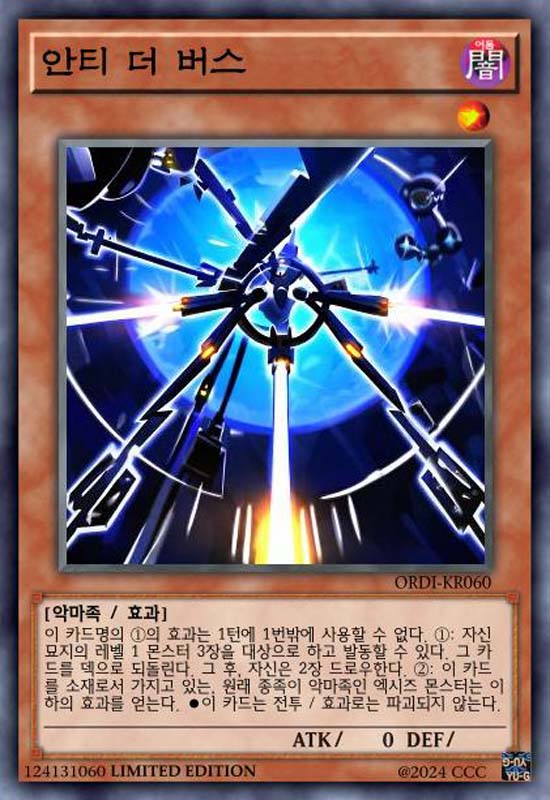 안티 더 버스
어둠
闇
ORDI-KR060
[악마족 / 효과]
이 카드명의 ①의 효과는 1턴에 1번밖에 사용할 수 없다. ①: 자신
묘지의 레벨 1 몬스터 3장을 대상으로 하고 발동할 수 있다. 그 카
드를 덱으로 되돌린다. 그 후, 자신은 2장 드로우한다. ②: 이 카드
를 소재로서 가지고 있는, 원래 종족이 악마족인 엑시즈 몬스터는 이
하의 효과를 얻는다. ●이 카드는 전투 / 효과로는 파괴되지 않는다.
ATK/ 0 DEF/
124131060 LIMITED EDITION @2024 CCC